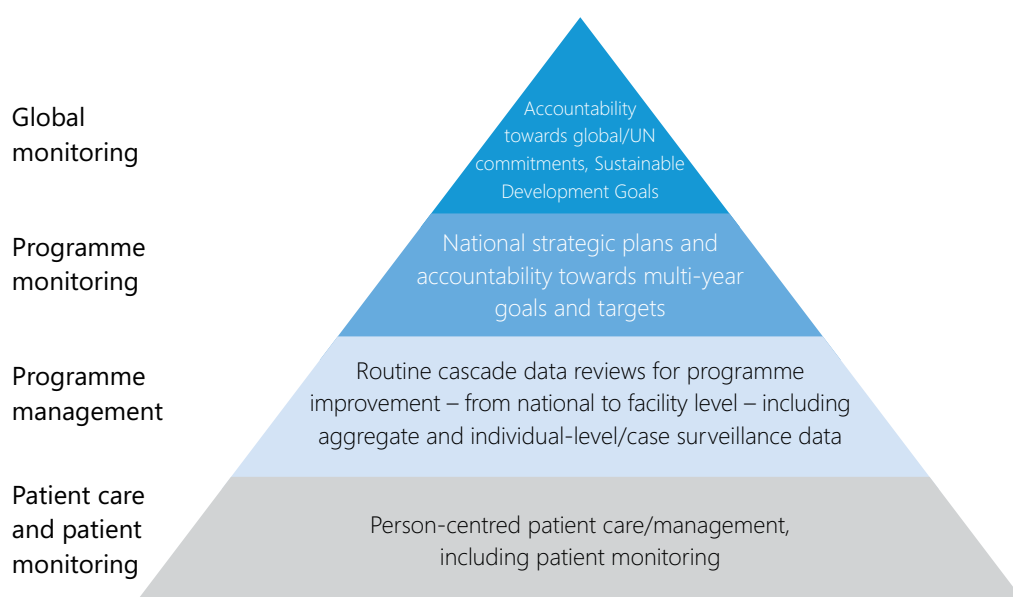 Global
monitoring
Accountability
towards global/UN
commitments, Sustainable
Development Goals
Programme
monitoring
National strategic plans and
accountability towards multi-year
goals and targets
Programme
management
Routine cascade data reviews for programme
improvement – from national to facility level – including
aggregate and individual-level/case surveillance data
Patient care
and patient
monitoring
Person-centred patient care/management,
including patient monitoring